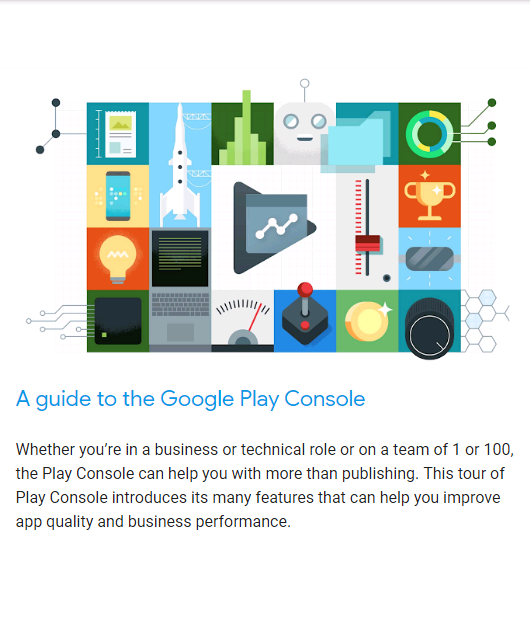 A guide to the Google Play Console
Whether you’re in a business or technical role or on a team of 1 or 100,
the Play Console can help you with more than publishing. This tour of
Play Console introduces its many features that can help you improve
app quality and business performance.